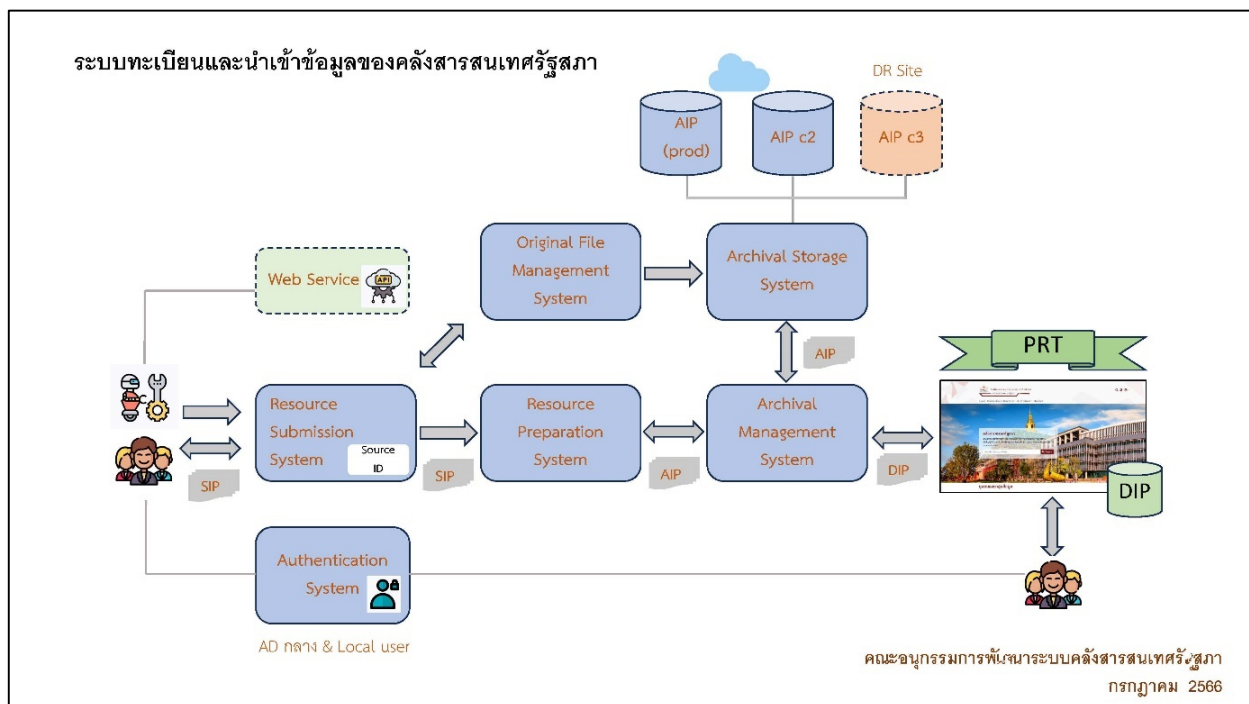 ระบบทะเบียนและนำเข้าข้อมูลของคลังสารสนเทศรัฐสภา
DR Site
AIP
(prod)
AIP c2
AIP c3
Original File
Management
System
Archival Storage
System
Web Service
API
AIP
PRT
Resource
Submission
System
Source
ID
Resource
Preparation
System
Archival
Management
System
SIP
SIP
AIP
DIP
DIP
Authentication
System
AD กลาง & Local user
คณะอนุกรรมการพัฒนาระบบคลังสารสนเทศรัฐสภา
กรกฎาคม 2566